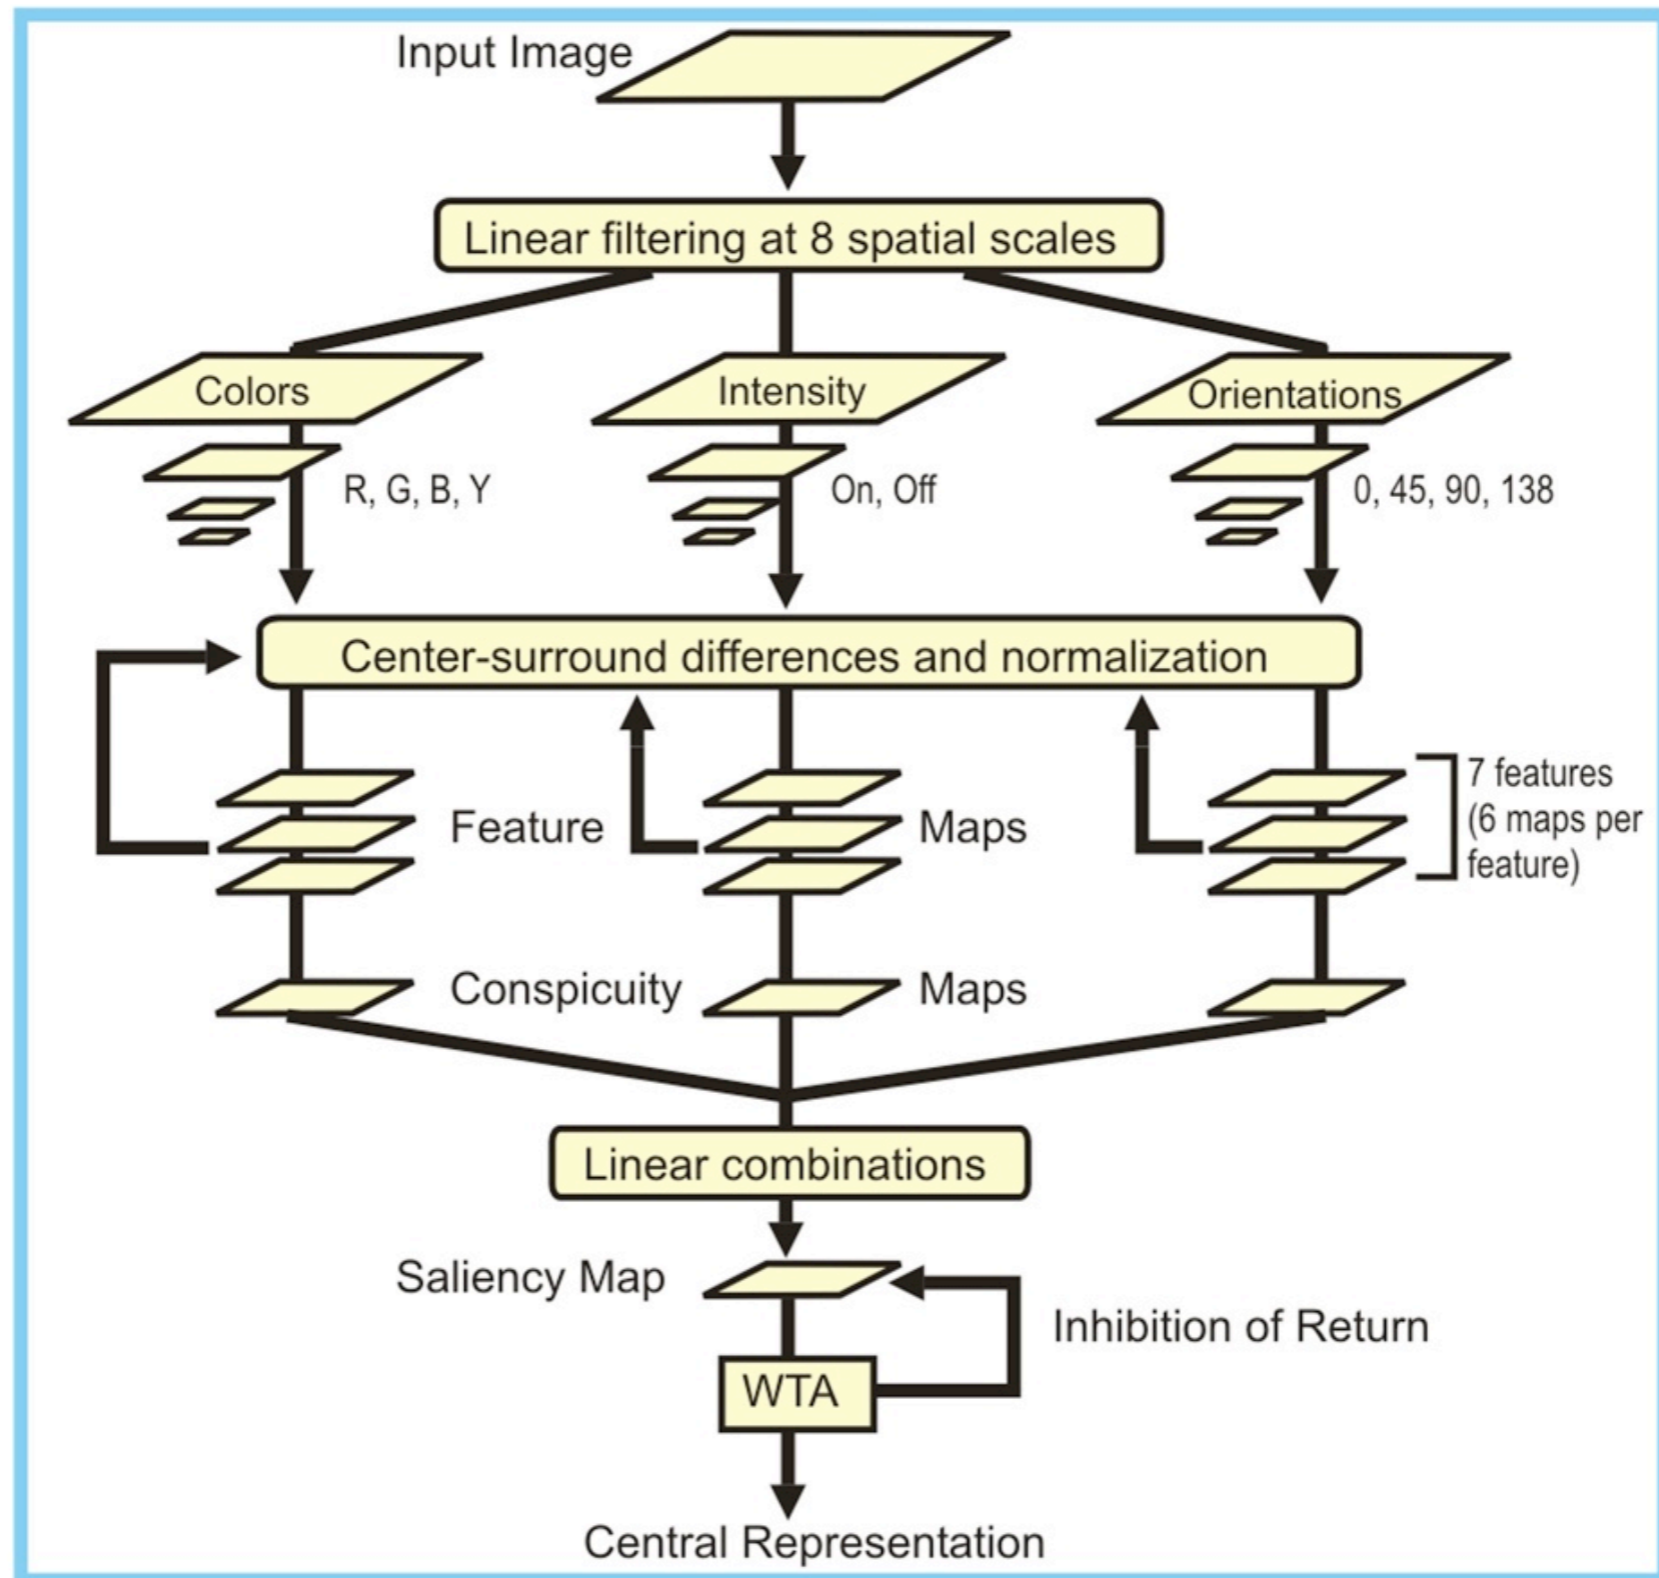 Input Image
Linear filtering at 8 spatial scales
Colors
Intensity
Orientations
R, G, B, Y
On, Off
0, 45, 90, 138
Center-surround differences and normalization
Feature
Maps
7 features
(6 maps per
feature)
Conspicuity
Maps
Linear combinations
Saliency Map
Inhibition of Return
WTA
Central Representation